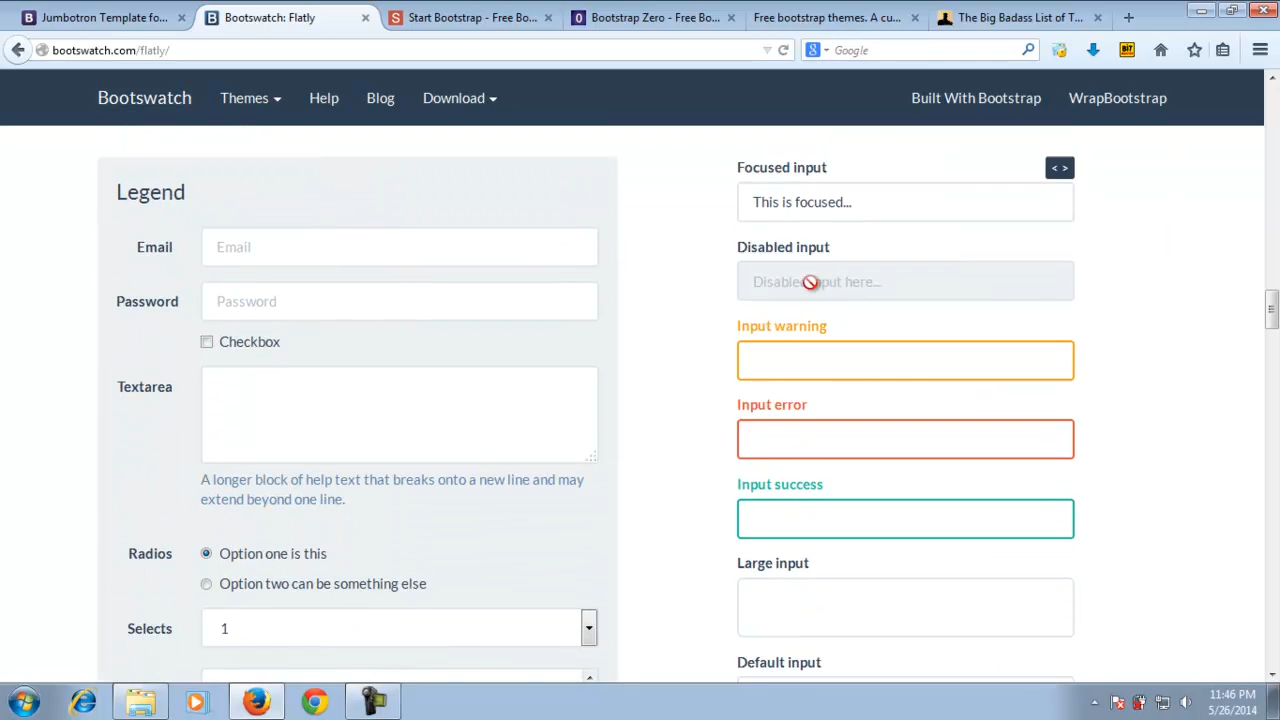 Jumbotron Template fo...
Bootswatch: Flatly
Start Bootstrap - Free Bo...
Bootstrap Zero - Free Bo...
Free bootstrap themes. A cu...
The Big Badass List of T...
bootswatch.com/flatly/
Google
Bootswatch
Themes
Help
Blog
Download
Built With Bootstrap
WrapBootstrap
Legend
Email
Email
Password
Password
Checkbox
Textarea
A longer block of help text that breaks onto a new line and may
extend beyond one line.
Radios
Option one is this
Option two can be something else
Selects
1
Focused input
< >
This is focused...
Disabled input
Disabled input here...
Input warning
Input error
Input success
Large input
Default input
11:46 PM
5/26/2014